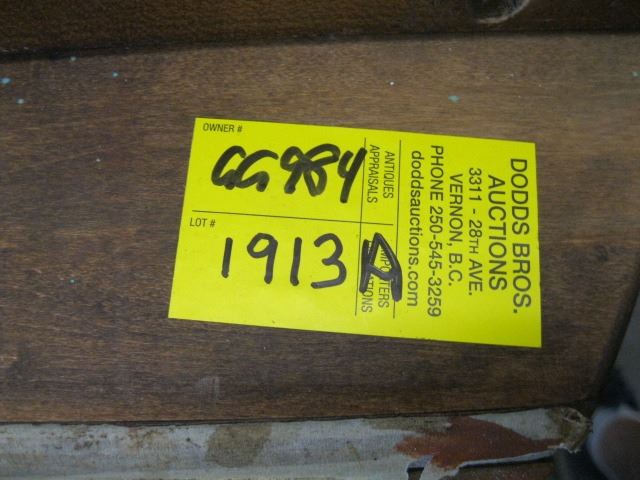 OWNER #
GG984
LOT #
1913A
ANTIQUES
APPRAISALS
DODDS BROS.
AUCTIONS
3311 - 28TH AVE.
VERNON, B.C.
PHONE 250-545-3259
doddsauctions.com